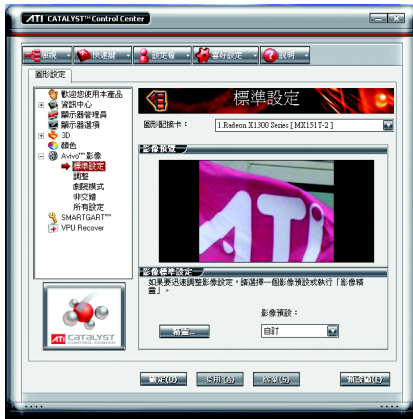 ATI CATALYST™ Control Center
檢視
快速鍵
設定檔
喜好設定
說明
圖形設定
歡迎您使用本產品
資訊中心
顯示器管理員
顯示器選項
3D
顏色
Avivo™ 影像
標準設定
調整
劇院模式
非交錯
所有設定
SMARTGART™
VPU Recover
標準設定
圖形配接卡：
1.Radeon X1300 Series [ MX151T-2 ]
影像預覽
ATI
影像標準設定
如果要迅速調整影像設定，請選擇一個影像預設或執行「影像精
靈」。
影像預設：
精靈...
自訂
ATI CATALYST
CONTROL CENTER
確定(O)
套用(A)
預設值(D)